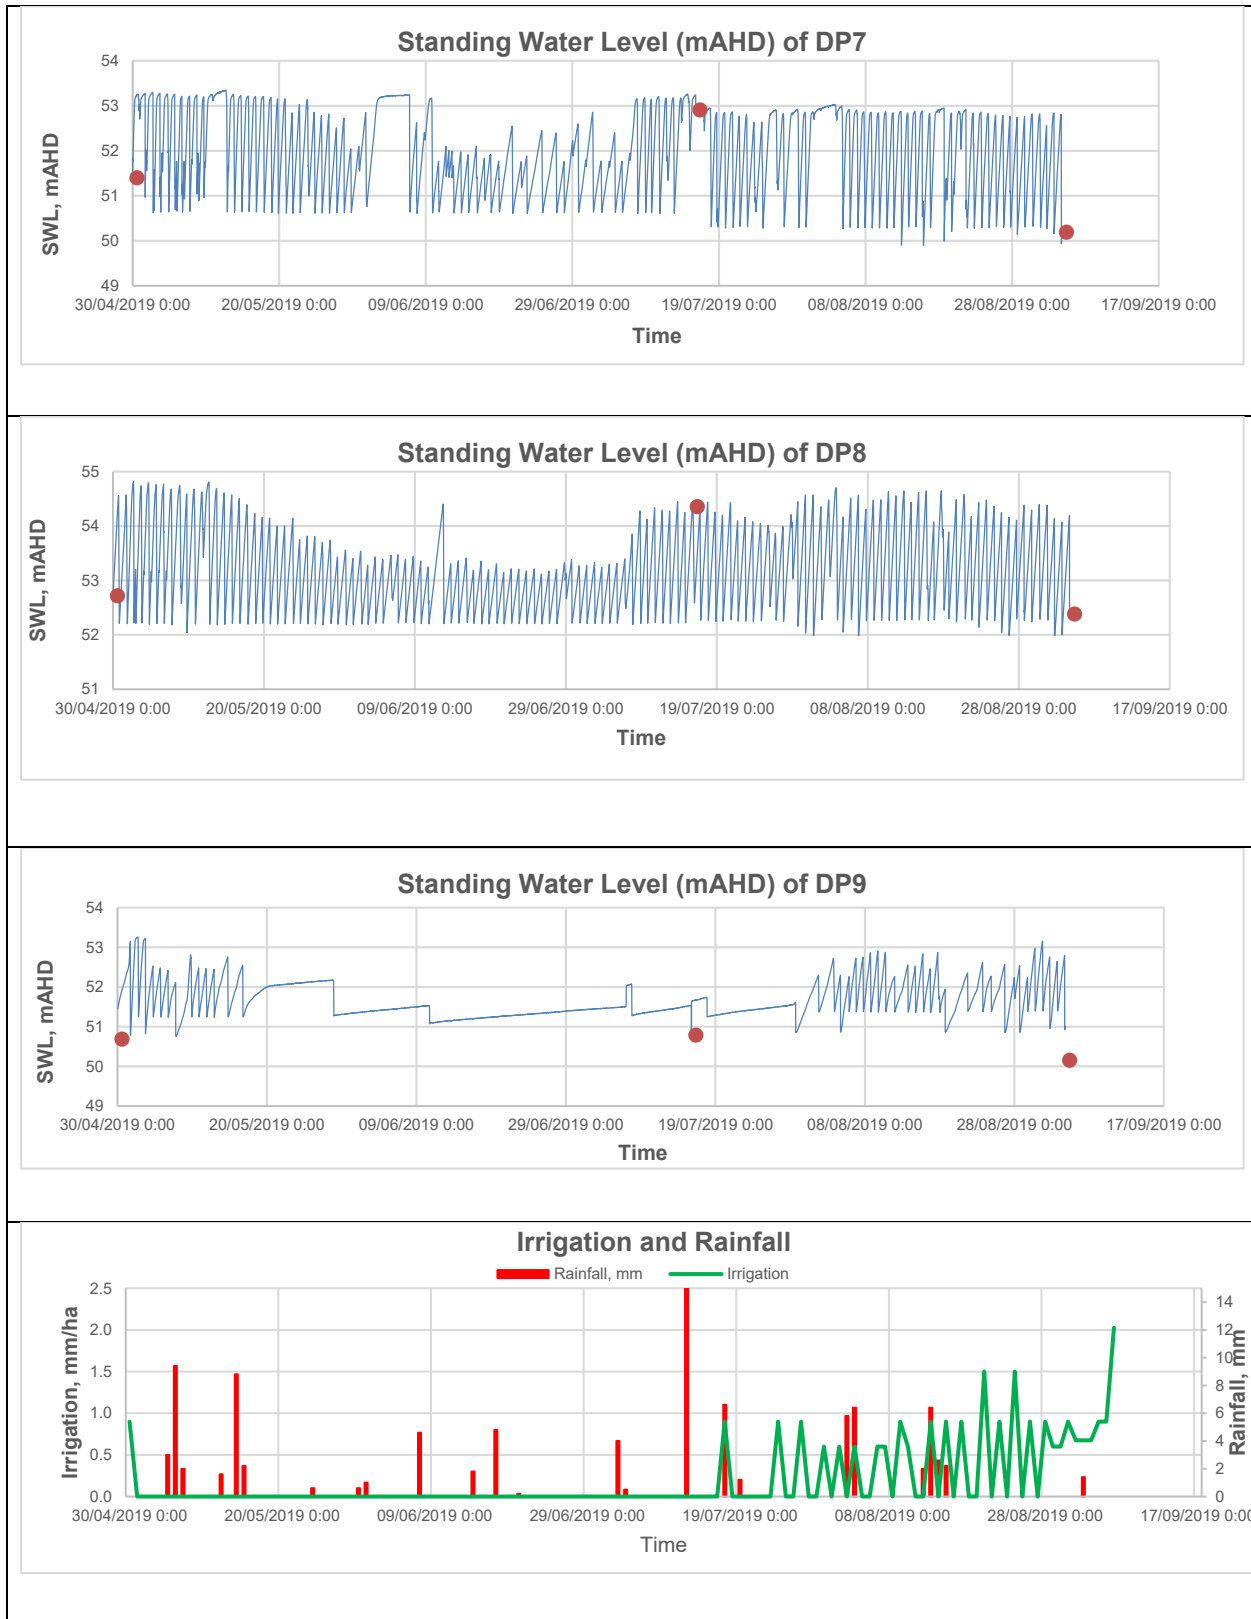 Standing Water Level (mAHD) of DP7
SWL, mAHD
54
53
52
51
50
49
30/04/2019 0:00 20/05/2019 0:00 09/06/2019 0:00 29/06/2019 0:00 19/07/2019 0:00 08/08/2019 0:00 28/08/2019 0:00 17/09/2019 0:00
Time
Standing Water Level (mAHD) of DP8
SWL, mAHD
55
54
53
52
51
30/04/2019 0:00 20/05/2019 0:00 09/06/2019 0:00 29/06/2019 0:00 19/07/2019 0:00 08/08/2019 0:00 28/08/2019 0:00 17/09/2019 0:00
Time
Standing Water Level (mAHD) of DP9
SWL, mAHD
54
53
52
51
50
49
30/04/2019 0:00 20/05/2019 0:00 09/06/2019 0:00 29/06/2019 0:00 19/07/2019 0:00 08/08/2019 0:00 28/08/2019 0:00 17/09/2019 0:00
Time
Irrigation and Rainfall
Rainfall, mm Irrigation
Irrigation, mm/ha
2.5
2.0
1.5
1.0
0.5
0.0
14
12
10
8
6
4
2
0
Rainfall, mm
30/04/2019 0:00 20/05/2019 0:00 09/06/2019 0:00 29/06/2019 0:00 19/07/2019 0:00 08/08/2019 0:00 28/08/2019 0:00 17/09/2019 0:00
Time